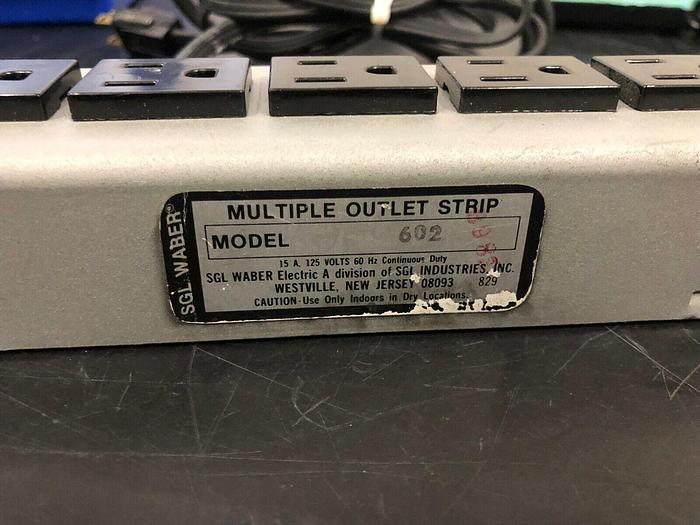 SGL WABER®
MULTIPLE OUTLET STRIP
MODEL 602
15 A, 125 VOLTS 60 Hz Continuous Duty
SGL WABER Electric A division of SGL INDUSTRIES, INC.
WESTVILLE, NEW JERSEY 08093 829
CAUTION-Use Only Indoors in Dry Locations.